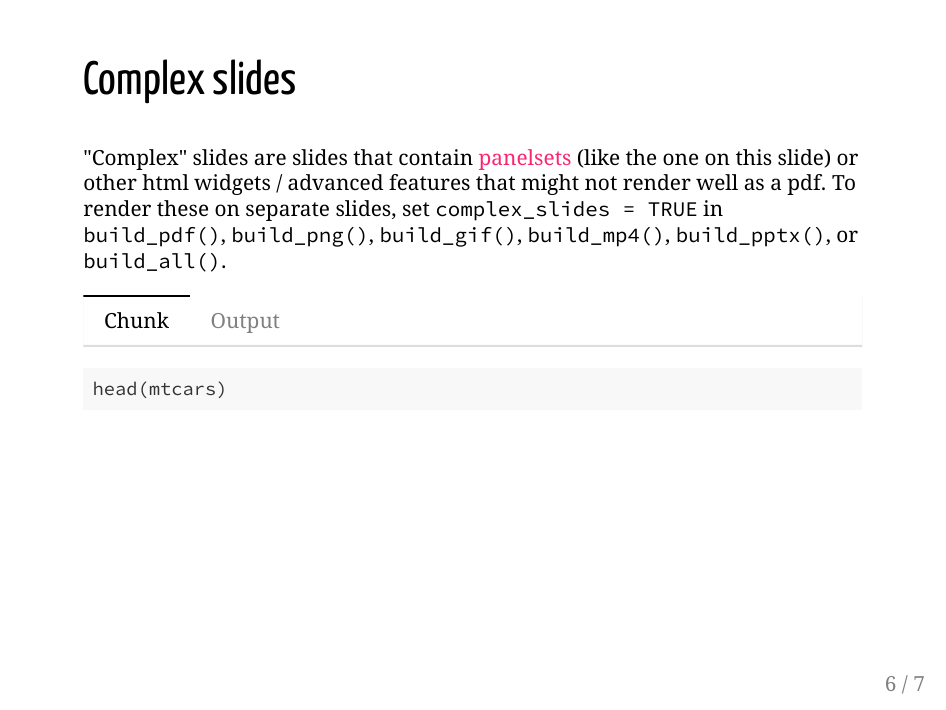 Complex slides
"Complex" slides are slides that contain panelsets (like the one on this slide) or
other html widgets / advanced features that might not render well as a pdf. To
render these on separate slides, set complex_slides = TRUE in
build_pdf(), build_png(), build_gif(), build_mp4(), build_pptx(), or
build_all().
Chunk Output
head(mtcars)
6 / 7